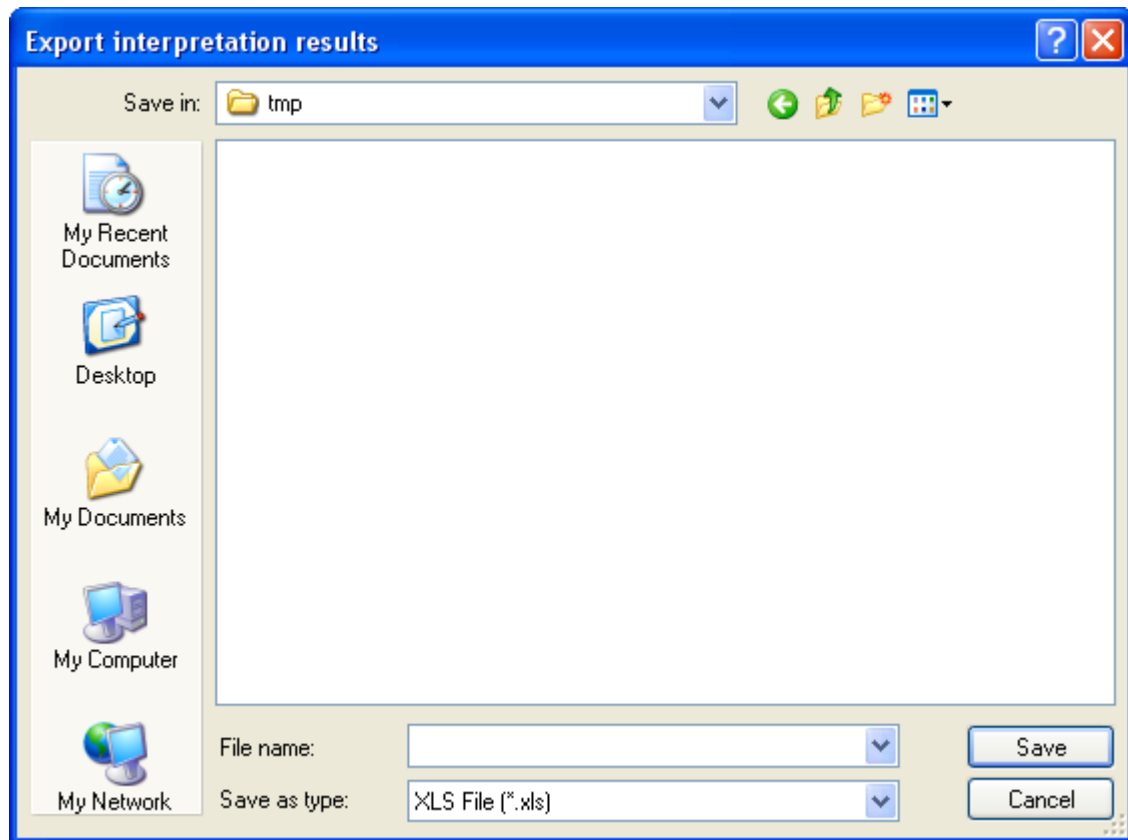 Export interpretation results
Save in:
tmp
My Recent
Documents
Desktop
My Documents
My Computer
My Network
File name:
Save
Save as type:
XLS File (*.xls)
Cancel